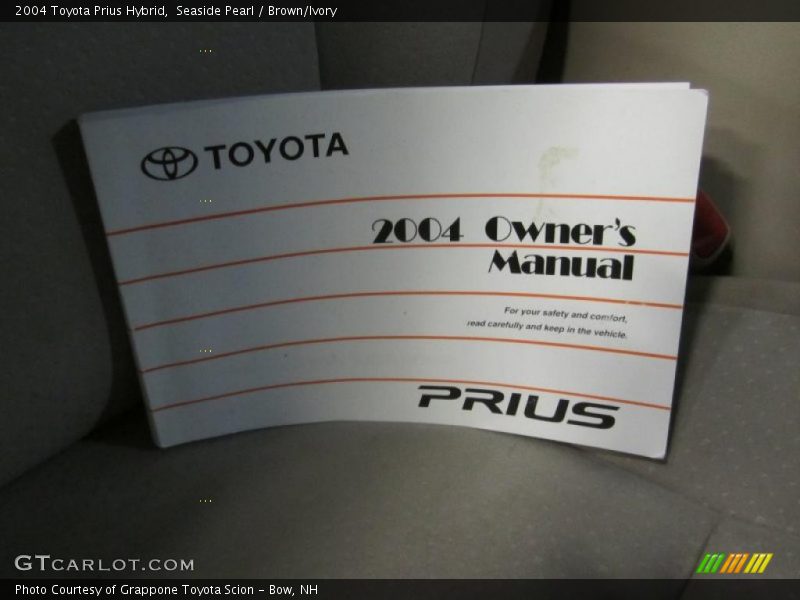 2004 Toyota Prius Hybrid,  Seaside Pearl / Brown/Ivory
TOYOTA
2004 Owner's
Manual
For your safety and comfort,
read carefully and keep in the vehicle.
PRIUS
GTCARLOT.COM
Photo Courtesy of Grappone Toyota Scion - Bow, NH